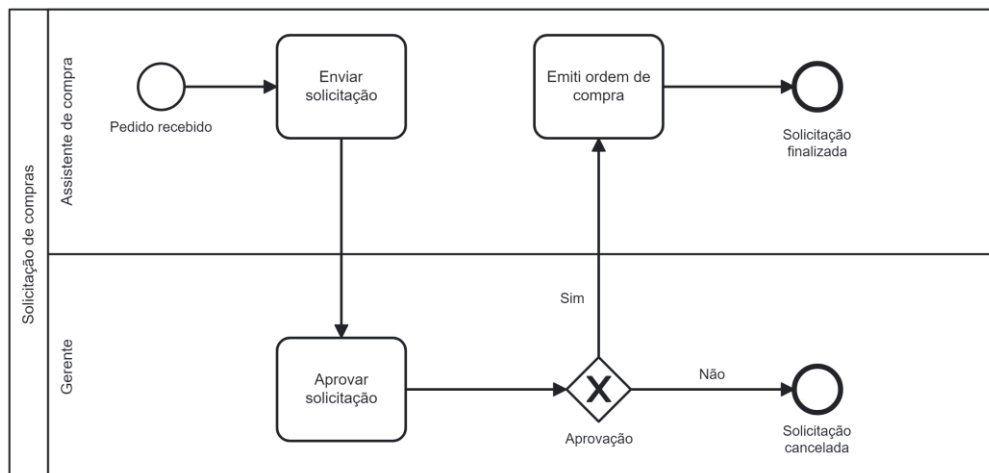 Solicitação de compras
Assistente de compra
Pedido recebido
Enviar
solicitação
Emiti ordem de
compra
Solicitação
finalizada
Gerente
Aprovar
solicitação
Aprovação
Sim
Não
Solicitação
cancelada